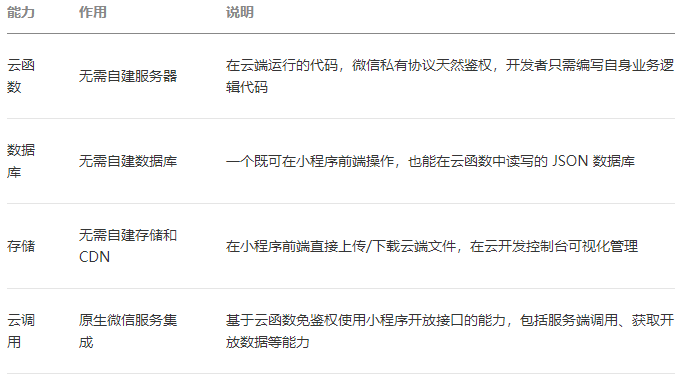 能力 作用 说明
云函 无需自建服务器 在云端运行的代码，微信私有协议天然鉴权，开发者只需编写自身业务逻
数 辑代码
数据 无需自建数据库 一个既可在小程序前端操作，也能在云函数中读写的 JSON 数据库
库
存储 无需自建存储和 在小程序前端直接上传/下载云端文件，在云开发控制台可视化管理
CDN
云调 原生微信服务集 基于云函数免鉴权使用小程序开放接口的能力，包括服务端调用、获取开
用 成 放数据等能力